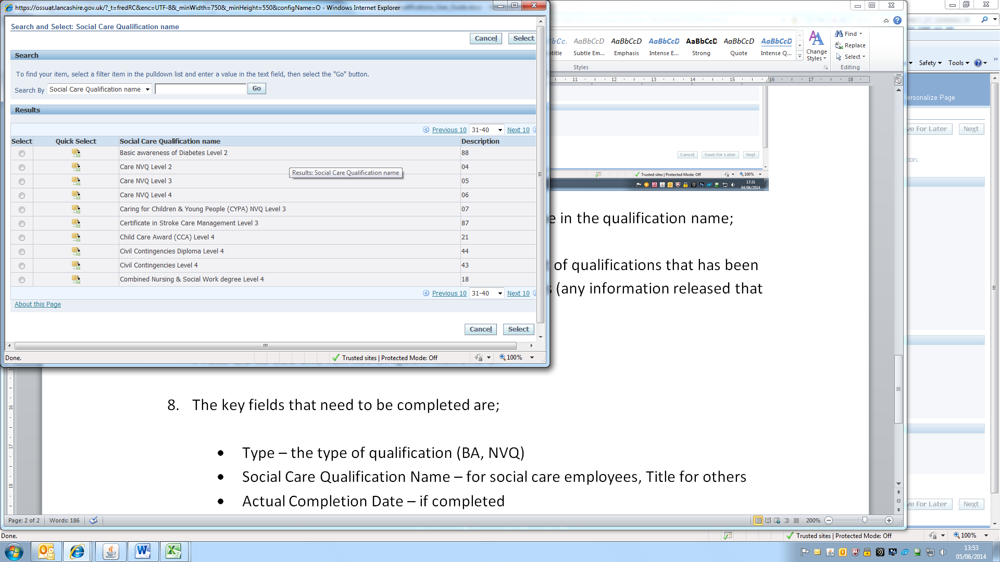 https://ossuat.lancashire.gov.uk/?_t=fredRC&enc=UTF-8&_minWidth=750&_minHeight=550&configName=O - Windows Internet Explorer
Search and Select: Social Care Qualification name
Cancel Select
Search
To find your item, select a filter item in the pulldown list and enter a value in the text field, then select the "Go" button.
Search By Social Care Qualification name Go
Results
Previous 10 31-40 Next 10
Select Quick Select Social Care Qualification name Description
Basic awareness of Diabetes Level 2 88
Care NVQ Level 2 04
Results: Social Care Qualification name
Care NVQ Level 3 05
Care NVQ Level 4 06
Caring for Children & Young People (CYPA) NVQ Level 3 07
Certificate in Stroke Care Management Level 3 87
Child Care Award (CCA) Level 4 21
Civil Contingencies Diploma Level 4 44
Civil Contingencies Level 4 43
Combined Nursing & Social Work degree Level 4 18
Previous 10 31-40 Next 10
About this Page
Cancel Select
Done. Trusted sites | Protected Mode: Off 100%
AaBbCcD AaBbCcD AaBbCcD AaBbCcD AaBbCcD AaBbCcD
Subtle Em... Emphasis Intense E... Strong Quote Intense Q...
Change Styles
Styles
Find
Replace
Select
Editing
11 12 13 14 15 16 17 18
Cancel Save For Later Next
Trusted sites | Protected Mode: Off 100%
17:31
04/06/2014
e in the qualification name;
of qualifications that has been
s (any information released that
8. The key fields that need to be completed are;
• Type – the type of qualification (BA, NVQ)
• Social Care Qualification Name – for social care employees, Title for others
• Actual Completion Date – if completed
16
17
18
Page: 2 of 2 Words: 186 200%
Safety Tools
ersonalize Page
ve For Later Next
tion.
ve For Later Next
Done. Trusted sites | Protected Mode: Off 100%
13:53
05/06/2014